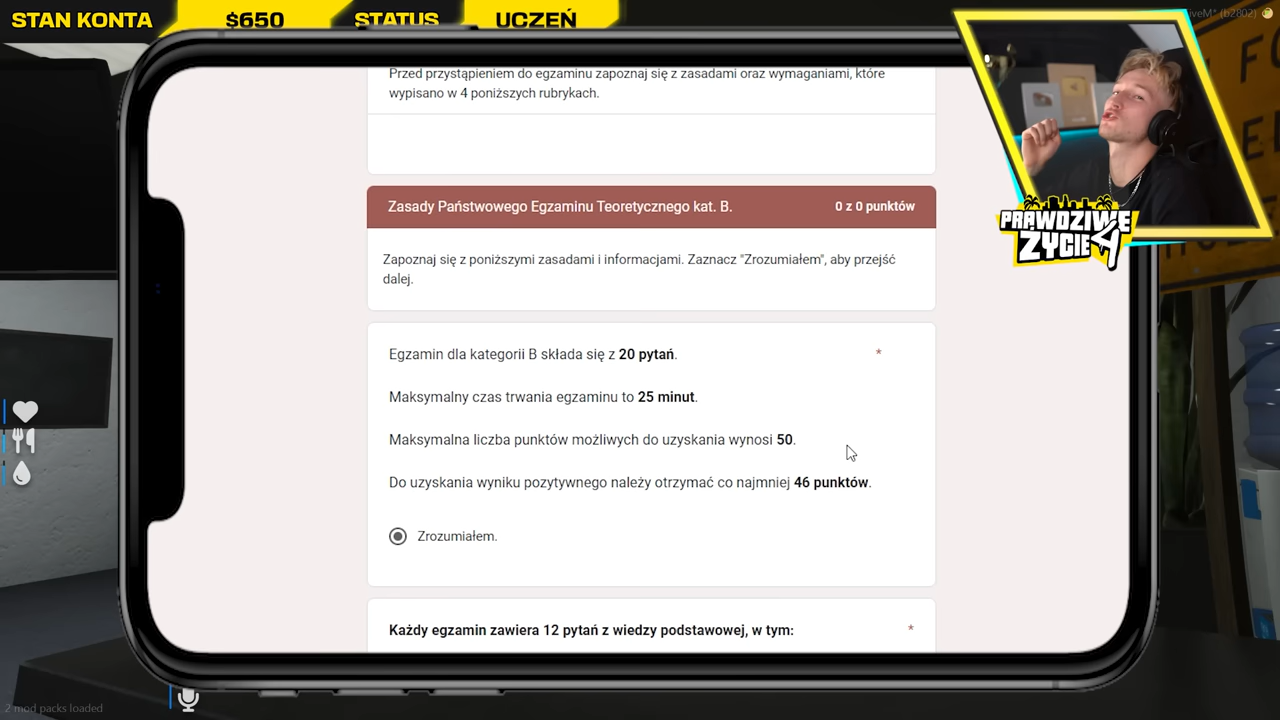 STAN KONTA
$650
STATUS
UCZEŃ
iveM* (b2802)
Przed przystąpieniem do egzaminu zapoznaj się z zasadami oraz wymaganiami, które
wypisano w 4 poniższych rubrykach.
Zasady Państwowego Egzaminu Teoretycznego kat. B.
0 z 0 punktów
PRAWDZIWE
ŻYCIE 4
Zapoznaj się z poniższymi zasadami i informacjami. Zaznacz "Zrozumiałem", aby przejść
dalej.
Egzamin dla kategorii B składa się z 20 pytań.
*
Maksymalny czas trwania egzaminu to 25 minut.
Maksymalna liczba punktów możliwych do uzyskania wynosi 50.
Do uzyskania wyniku pozytywnego należy otrzymać co najmniej 46 punktów.
Zrozumiałem.
Każdy egzamin zawiera 12 pytań z wiedzy podstawowej, w tym:
*
2 mod packs loaded